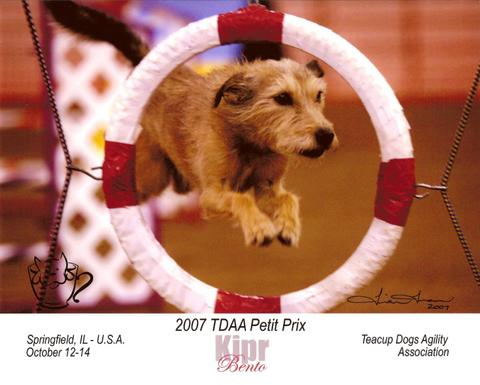 2007 TDAA Petit Prix
Springfield, IL - U.S.A.
October 12-14
Kipr
Bento
Teacup Dogs Agility
Association
2007